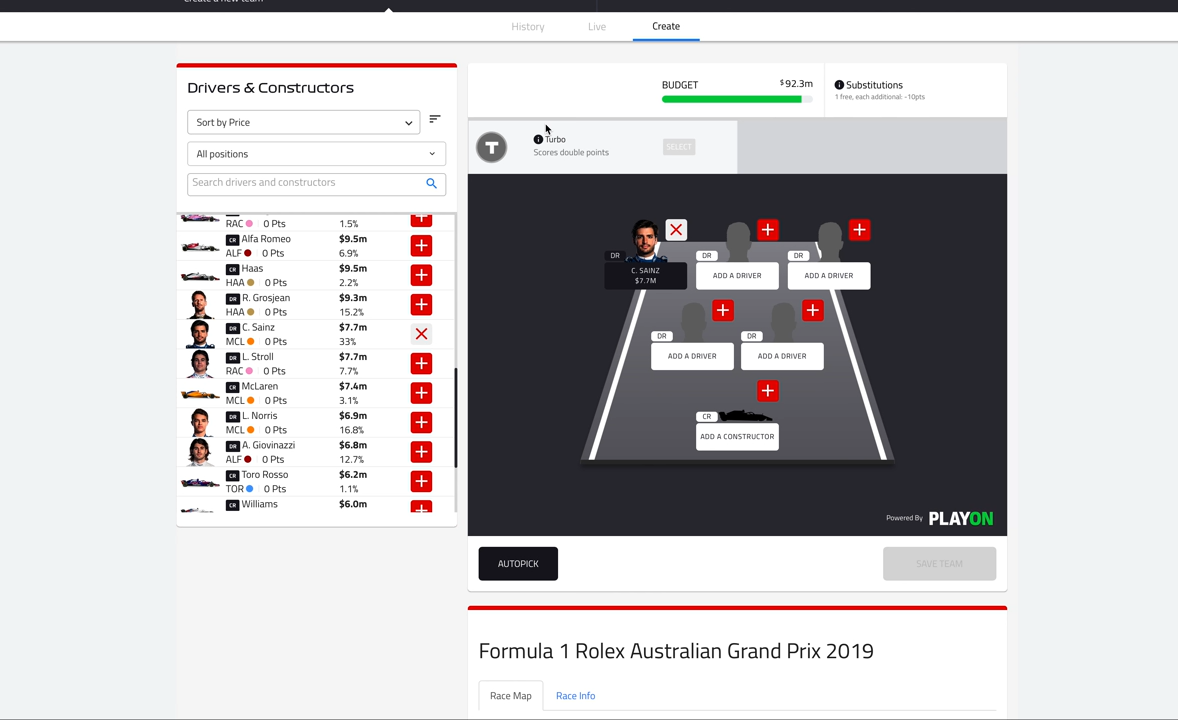 Create a new team
History
Live
Create
Drivers & Constructors
Sort by Price
All positions
Search drivers and constructors
RAC 0 Pts 1.5%
CR Alfa Romeo $9.5m
ALF 0 Pts 6.9%
CR Haas $9.5m
HAA 0 Pts 2.2%
DR R. Grosjean $9.3m
HAA 0 Pts 15.2%
DR C. Sainz $7.7m
MCL 0 Pts 33%
DR L. Stroll $7.7m
RAC 0 Pts 7.7%
CR McLaren $7.4m
MCL 0 Pts 3.1%
DR L. Norris $6.9m
MCL 0 Pts 16.8%
DR A. Giovinazzi $6.8m
ALF 0 Pts 12.7%
CR Toro Rosso $6.2m
TOR 0 Pts 1.1%
CR Williams $6.0m
BUDGET $92.3m
Substitutions
1 free, each additional: -10pts
T
Turbo
Scores double points
SELECT
DR
C. SAINZ
$7.7M
DR
ADD A DRIVER
DR
ADD A DRIVER
DR
ADD A DRIVER
DR
ADD A DRIVER
CR
ADD A CONSTRUCTOR
Powered By PLAYON
AUTOPICK
SAVE TEAM
Formula 1 Rolex Australian Grand Prix 2019
Race Map
Race Info